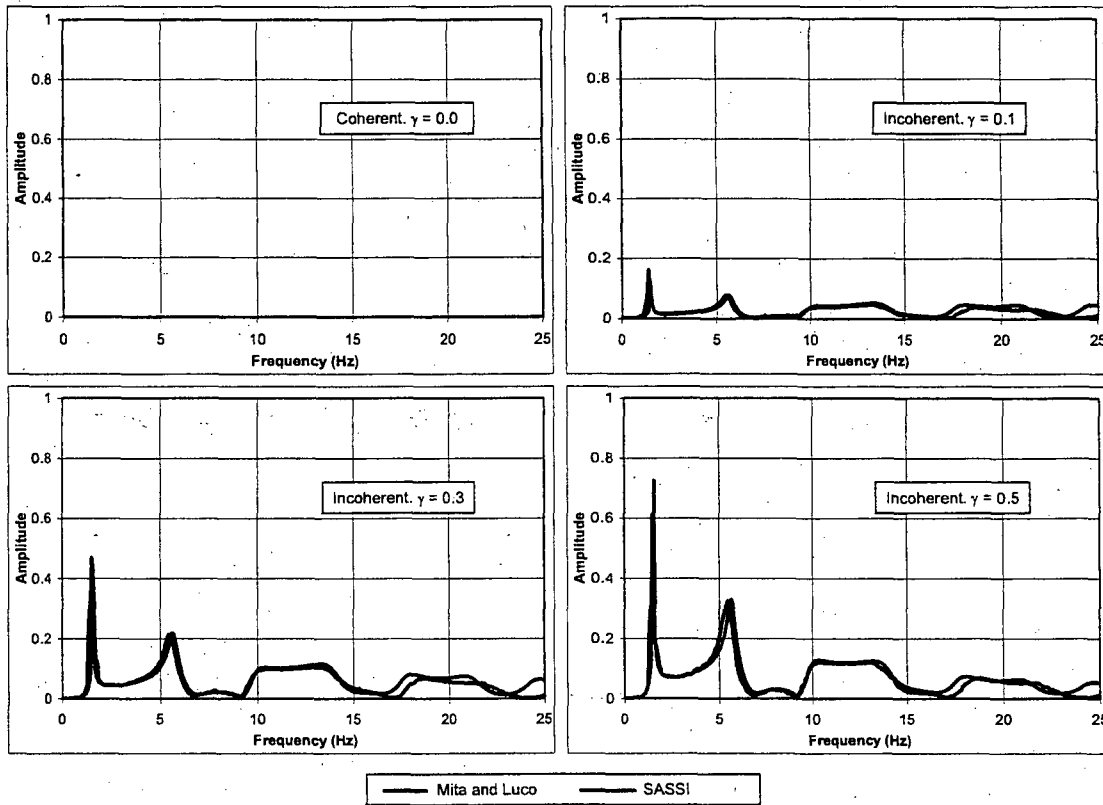 1
0.8
0.6
0.4
0.2
0
Amplitude
Coherent. γ = 0.0
0 5 10 15 20 25
Frequency (Hz)
1
0.8
0.6
0.4
0.2
0
Amplitude
Incoherent. γ = 0.1
0 5 10 15 20 25
Frequency (Hz)
1
0.8
0.6
0.4
0.2
0
Amplitude
Incoherent. γ = 0.3
0 5 10 15 20 25
Frequency (Hz)
1
0.8
0.6
0.4
0.2
0
Amplitude
Incoherent. γ = 0.5
0 5 10 15 20 25
Frequency (Hz)
Mita and Luco SASSI